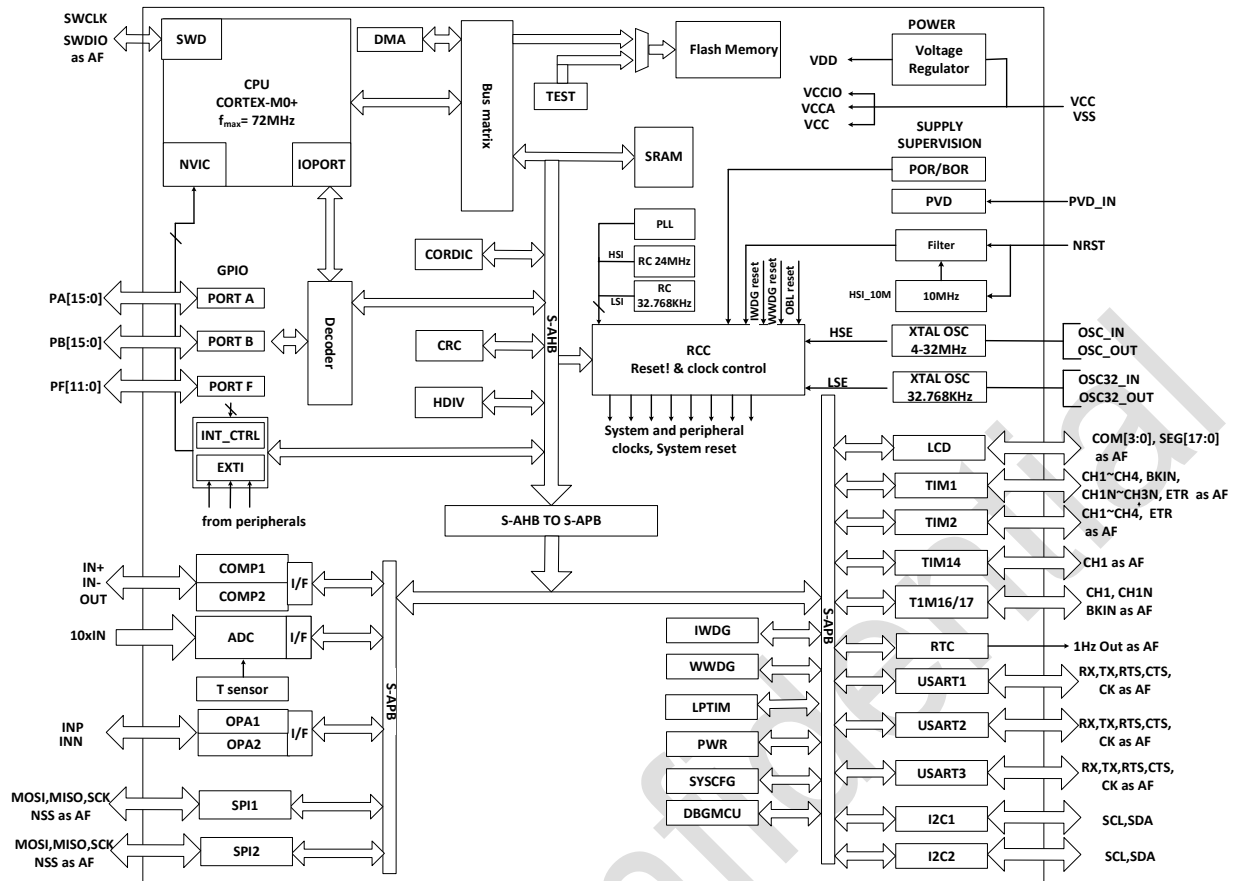 SWCLK
SWDIO
as AF
SWD
CPU
CORTEX-M0+
fmax= 72MHz
NVIC
IOPORT
DMA
Bus matrix
TEST
Flash Memory
SRAM
POWER
Voltage
Regulator
VDD
VCCIO
VCCA
VCC
VCC
VSS
SUPPLY
SUPERVISION
POR/BOR
PVD
PVD_IN
Filter
NRST
HSI_10M
10MHz
PLL
HSI
RC 24MHz
LSI
RC
32.768KHz
IWDG reset
WWDG reset
OBL reset
RCC
Reset! & clock control
HSE
XTAL OSC
4-32MHz
OSC_IN
OSC_OUT
LSE
XTAL OSC
32.768KHz
OSC32_IN
OSC32_OUT
System and peripheral
clocks, System reset
GPIO
PA[15:0]
PORT A
PB[15:0]
PORT B
PF[11:0]
PORT F
Decoder
INT_CTRL
EXTI
from peripherals
CORDIC
CRC
HDIV
S-AHB
S-AHB TO S-APB
IN+
IN-
OUT
COMP1
COMP2
I/F
10xIN
ADC
I/F
T sensor
INP
INN
OPA1
OPA2
I/F
MOSI,MISO,SCK
NSS as AF
SPI1
MOSI,MISO,SCK
NSS as AF
SPI2
S-APB
IWDG
WWDG
LPTIM
PWR
SYSCFG
DBGMCU
S-APB
LCD
COM[3:0], SEG[17:0]
as AF
TIM1
CH1~CH4, BKIN,
CH1N~CH3N, ETR as AF
TIM2
CH1~CH4, ETR
as AF
TIM14
CH1 as AF
T1M16/17
CH1, CH1N
BKIN as AF
RTC
1Hz Out as AF
USART1
RX,TX,RTS,CTS,
CK as AF
USART2
RX,TX,RTS,CTS,
CK as AF
USART3
RX,TX,RTS,CTS,
CK as AF
I2C1
SCL,SDA
I2C2
SCL,SDA